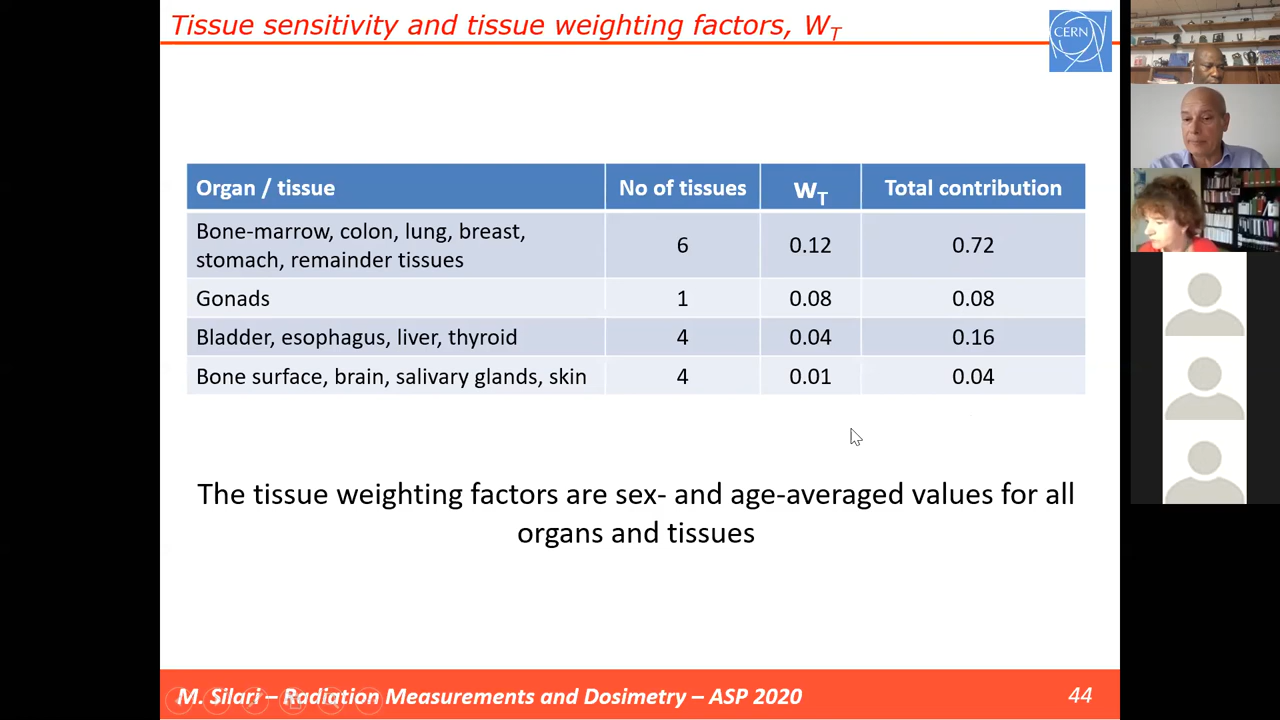 Tissue sensitivity and tissue weighting factors, W_T
CERN
Organ / tissue No of tissues w_T Total contribution
Bone-marrow, colon, lung, breast,
stomach, remainder tissues 6 0.12 0.72
Gonads 1 0.08 0.08
Bladder, esophagus, liver, thyroid 4 0.04 0.16
Bone surface, brain, salivary glands, skin 4 0.01 0.04
The tissue weighting factors are sex- and age-averaged values for all
organs and tissues
M. Silari – Radiation Measurements and Dosimetry – ASP 2020 44